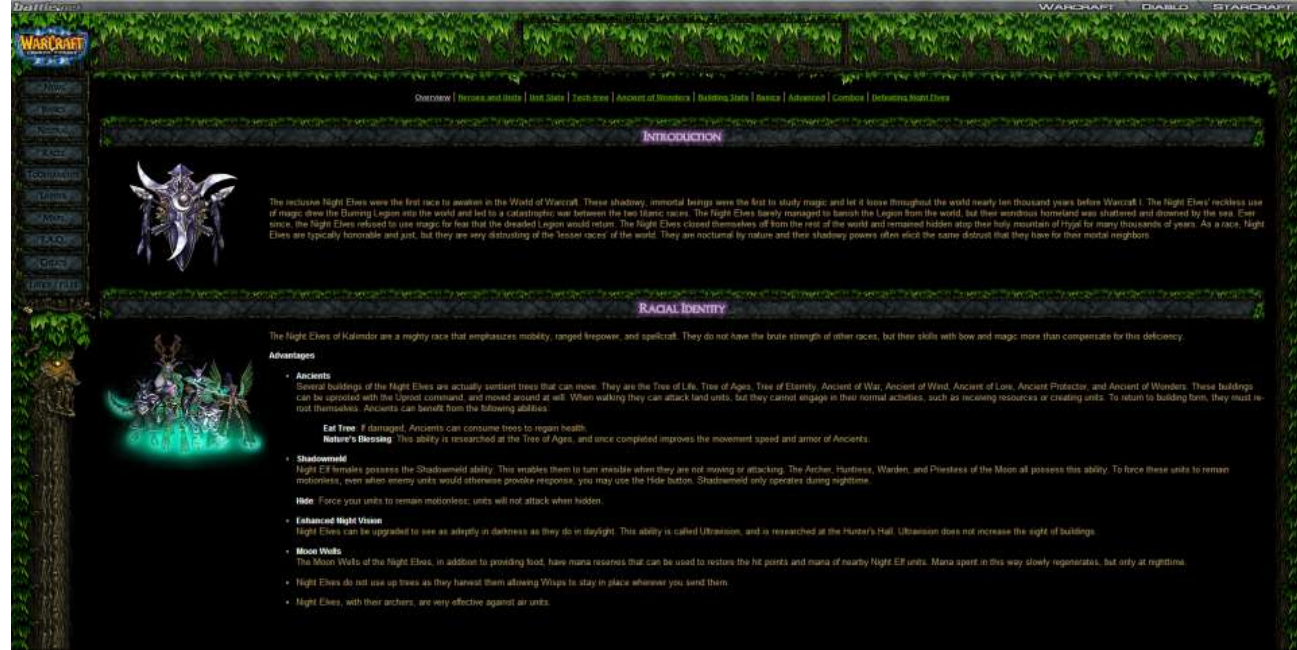 BATTLE.NET
WARCRAFT DIABLO STARCRAFT
WARCRAFT
III
Overview | Heroes and Units | Unit Stats | Tech tree | Ancient of Wonders | Building Stats | Basics | Advanced | Combos | Defeating Night Elves
INTRODUCTION
The reclusive Night Elves were the first race to awaken in the World of Warcraft. These shadowy, immortal beings were the first to study magic and let it loose throughout the world nearly ten thousand years before Warcraft I. The Night Elves' reckless use
of magic drew the Burning Legion into the world and led to a catastrophic war between the two titanic races. The Night Elves barely managed to banish the Legion from the world, but their wondrous homeland was shattered and drowned by the sea. Ever
since, the Night Elves refused to use magic for fear that the dreaded Legion would return. The Night Elves closed themselves off from the rest of the world and remained hidden atop their holy mountain of Hyjal for many thousands of years. As a race, Night
Elves are typically honorable and just, but they are very distrusting of the 'lesser races' of the world. They are nocturnal by nature and their shadowy powers often elicit the same distrust that they have for their mortal neighbors.
RACIAL IDENTITY
The Night Elves of Kalimdor are a mighty race that emphasizes mobility, ranged firepower, and spellcraft. They do not have the brute strength of other races, but their skills with bow and magic more than compensate for this deficiency.
Advantages
• Ancients
Several buildings of the Night Elves are actually sentient trees that can move. They are the Tree of Life, Tree of Ages, Tree of Eternity, Ancient of War, Ancient of Wind, Ancient of Lore, Ancient Protector, and Ancient of Wonders. These buildings
can be uprooted with the Uproot command, and moved around at will. When walking they can attack land units, but they cannot engage in their normal activities, such as receiving resources or creating units. To return to building form, they must re-
root themselves. Ancients can benefit from the following abilities:
Eat Tree: If damaged, Ancients can consume trees to regain health.
Nature's Blessing: This ability is researched at the Tree of Ages, and once completed improves the movement speed and armor of Ancients.
• Shadowmeld
Night Elf females possess the Shadowmeld ability. This enables them to turn invisible when they are not moving or attacking. The Archer, Huntress, Warden, and Priestess of the Moon all possess this ability. To force these units to remain
motionless, even when enemy units would otherwise provoke response, you may use the Hide button. Shadowmeld only operates during nighttime.
Hide: Force your units to remain motionless; units will not attack when hidden.
• Enhanced Night Vision
Night Elves can be upgraded to see as adeptly in darkness as they do in daylight. This ability is called Ultravision, and is researched at the Hunter's Hall. Ultravision does not increase the sight of buildings.
• Moon Wells
The Moon Wells of the Night Elves, in addition to providing food, have mana reserves that can be used to restore the hit points and mana of nearby Night Elf units. Mana spent in this way slowly regenerates, but only at nighttime.
• Night Elves do not use up trees as they harvest them allowing Wisps to stay in place wherever you send them.
• Night Elves, with their archers, are very effective against air units.